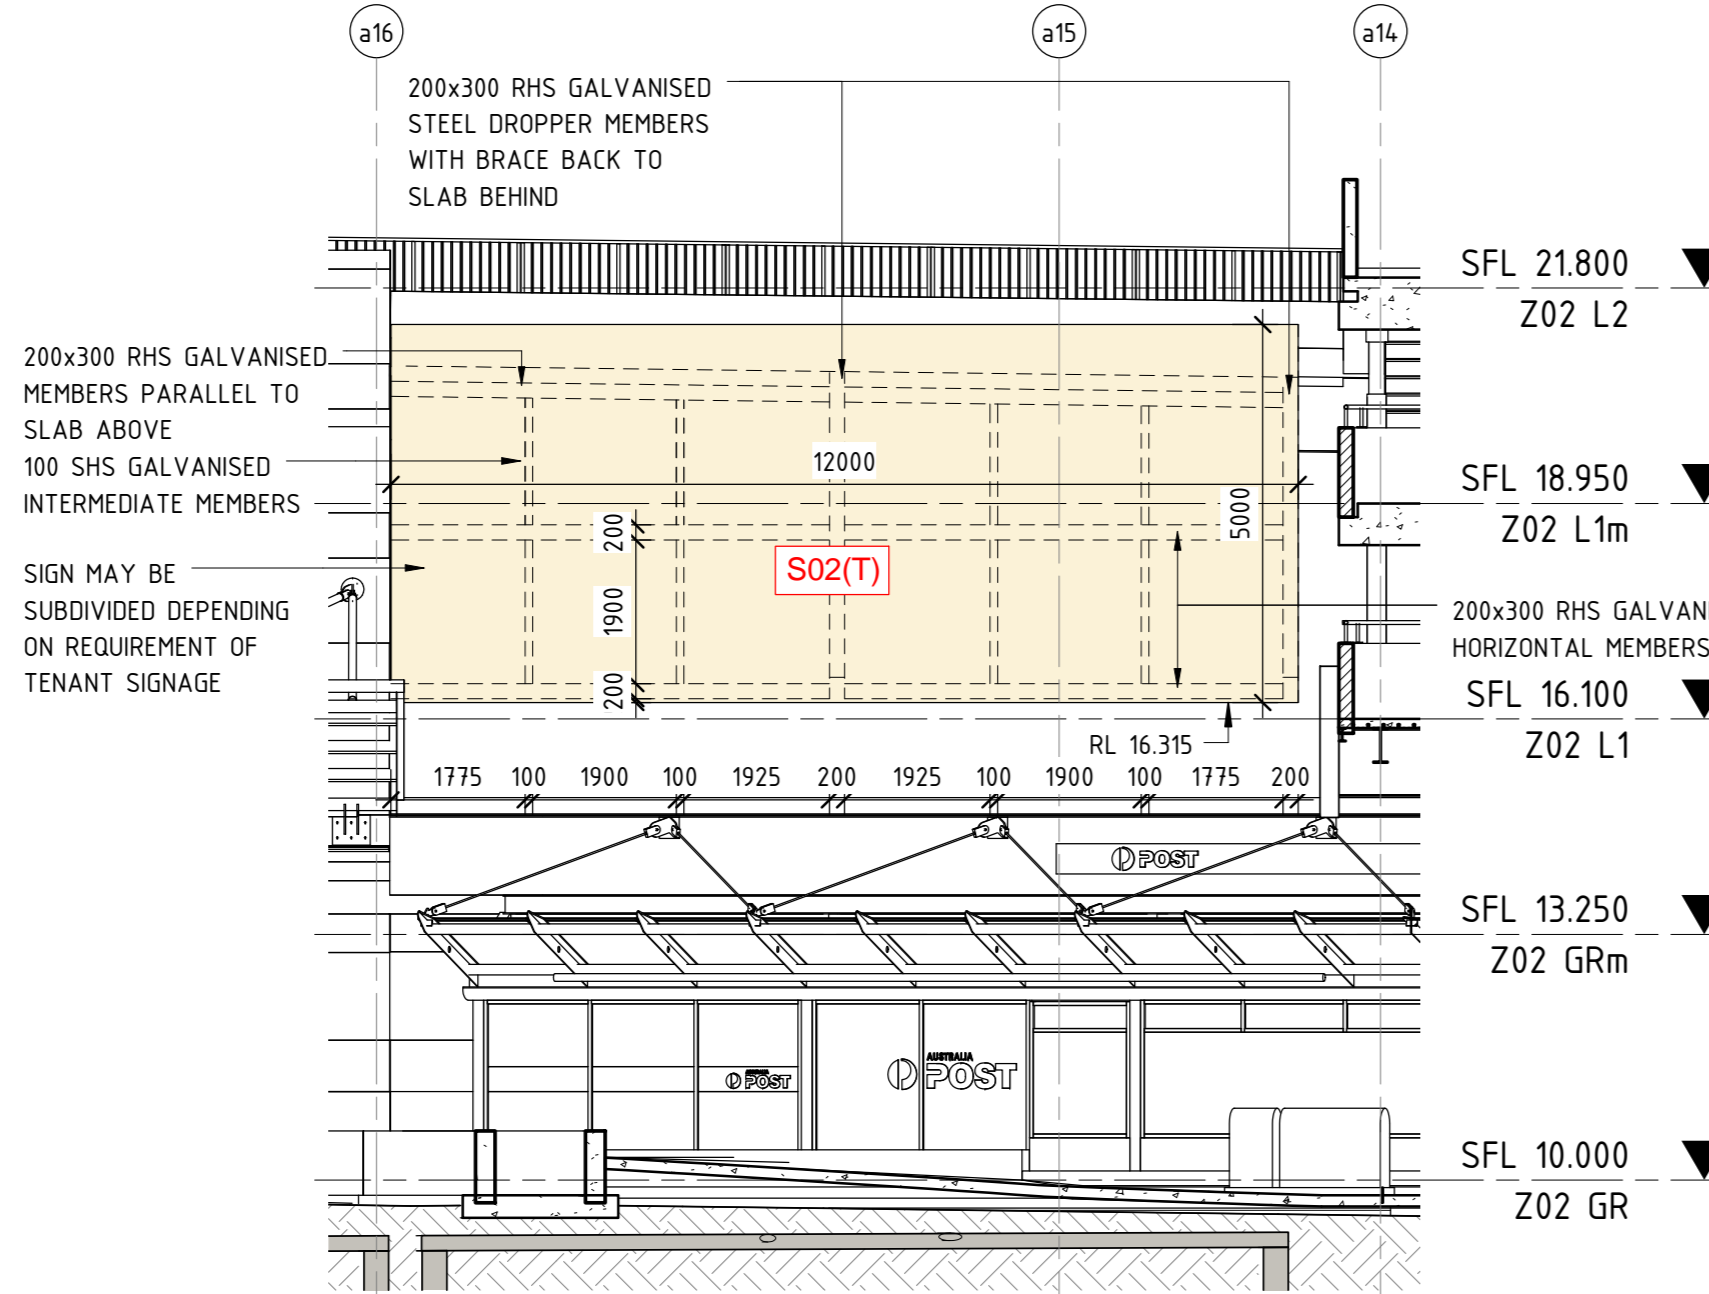 a16
a15
a14
200x300 RHS GALVANISED
STEEL DROPPER MEMBERS
WITH BRACE BACK TO
SLAB BEHIND
SFL 21.800
Z02 L2
200x300 RHS GALVANISED
MEMBERS PARALLEL TO
SLAB ABOVE
100 SHS GALVANISED
INTERMEDIATE MEMBERS
12000
5000
SFL 18.950
Z02 L1m
200
1900
200
S02(T)
SIGN MAY BE
SUBDIVIDED DEPENDING
ON REQUIREMENT OF
TENANT SIGNAGE
200x300 RHS GALVANI
HORIZONTAL MEMBERS
SFL 16.100
Z02 L1
RL 16.315
1775 100 1900 100 1925 200 1925 100 1900 100 1775 200
POST
SFL 13.250
Z02 GRm
AUSTRALIA
POST
AUSTRALIA
POST
SFL 10.000
Z02 GR